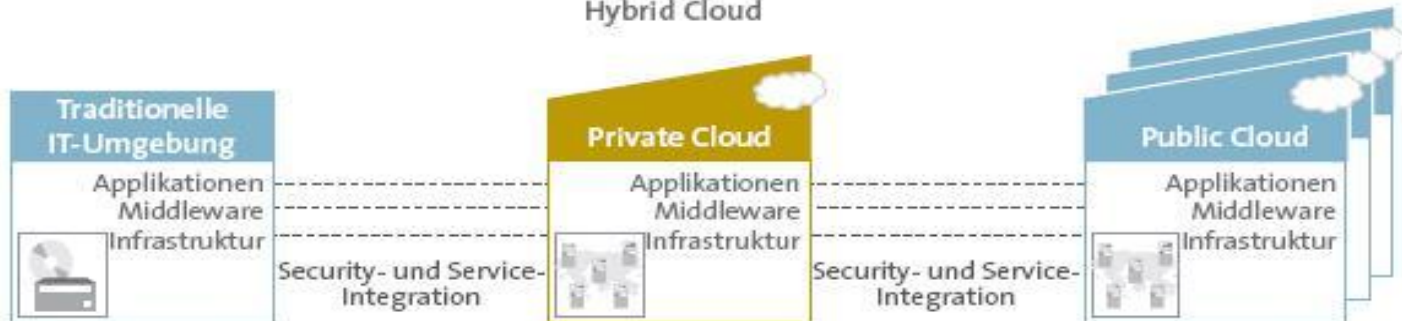 Hybrid Cloud
Traditionelle
IT-Umgebung
Applikationen
Middleware
Infrastruktur
Security- und Service-
Integration
Private Cloud
Applikationen
Middleware
Infrastruktur
Security- und Service-
Integration
Public Cloud
Applikationen
Middleware
Infrastruktur